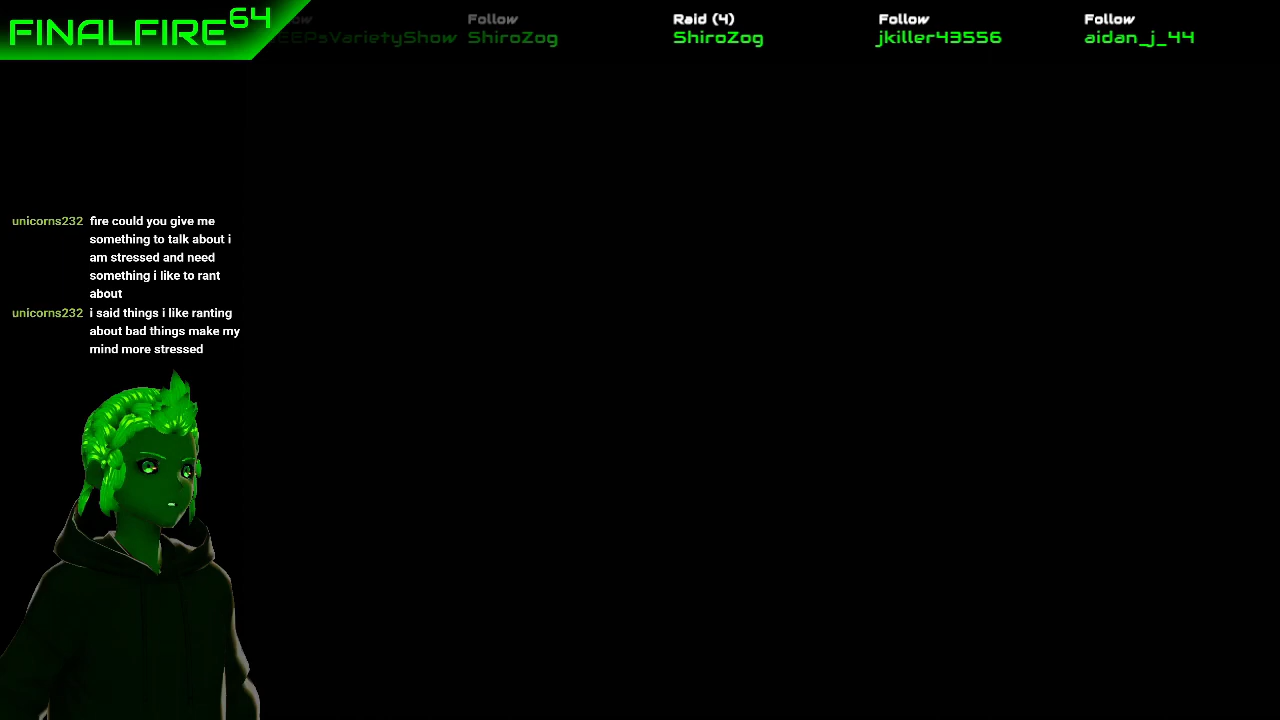 FINALFIRE64
Follow
Raid (4)
Follow
Follow
ShiroZog
ShiroZog
jkiller43556
aidan_j_44
unicorns232 fire could you give me
something to talk about i
am stressed and need
something i like to rant
about
unicorns232 i said things i like ranting
about bad things make my
mind more stressed